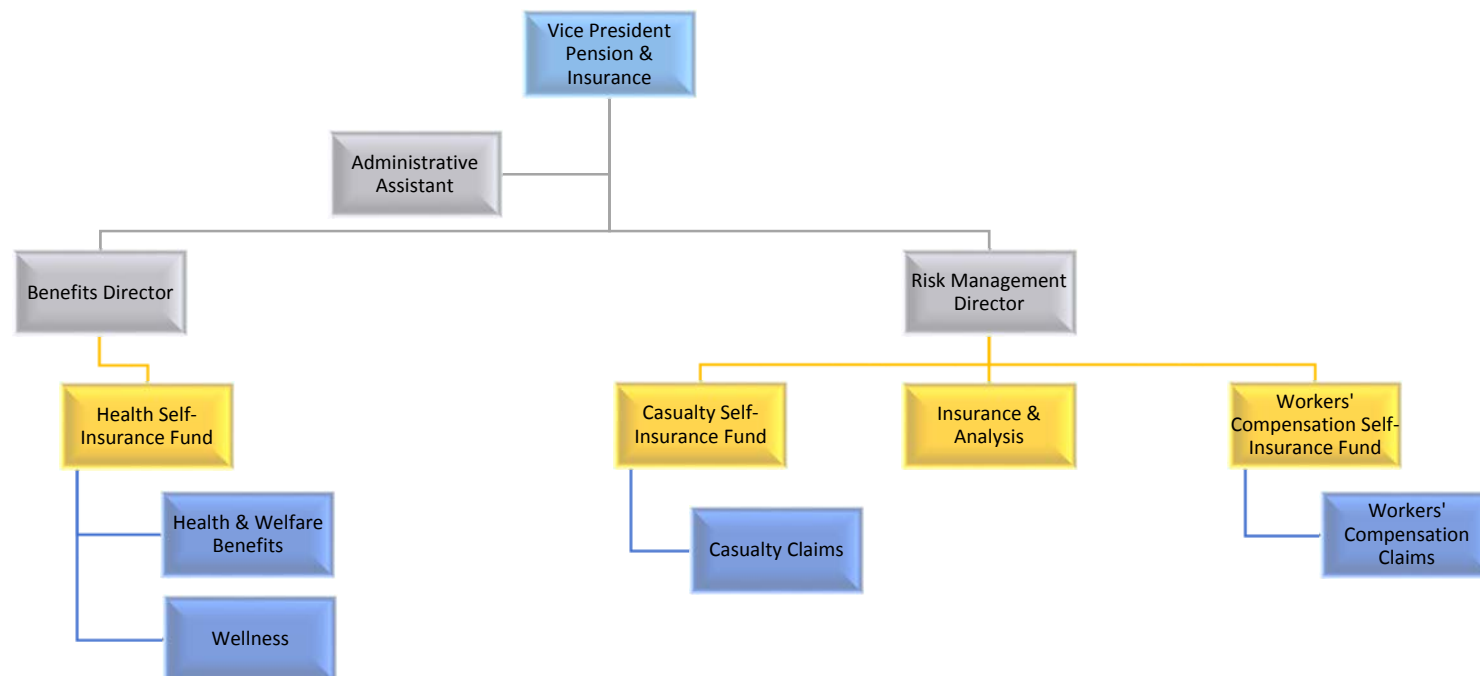 Vice President
Pension &
Insurance
Administrative
Assistant
Benefits Director
Risk Management
Director
Health Self-
Insurance Fund
Casualty Self-
Insurance Fund
Insurance &
Analysis
Workers'
Compensation Self-
Insurance Fund
Health & Welfare
Benefits
Casualty Claims
Workers'
Compensation
Claims
Wellness